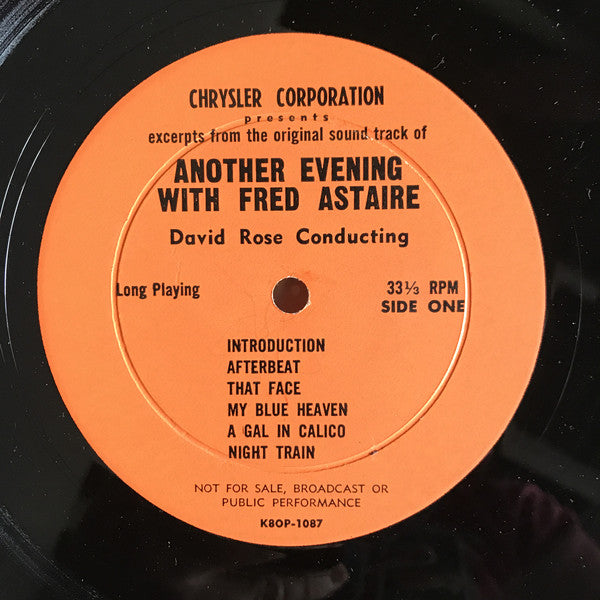 CHRYSLER CORPORATION
presents
excerpts from the original sound track of
ANOTHER EVENING
WITH FRED ASTAIRE
David Rose Conducting
Long Playing
33⅓ RPM
SIDE ONE
INTRODUCTION
AFTERBEAT
THAT FACE
MY BLUE HEAVEN
A GAL IN CALICO
NIGHT TRAIN
NOT FOR SALE, BROADCAST OR
PUBLIC PERFORMANCE
K8OP-1087